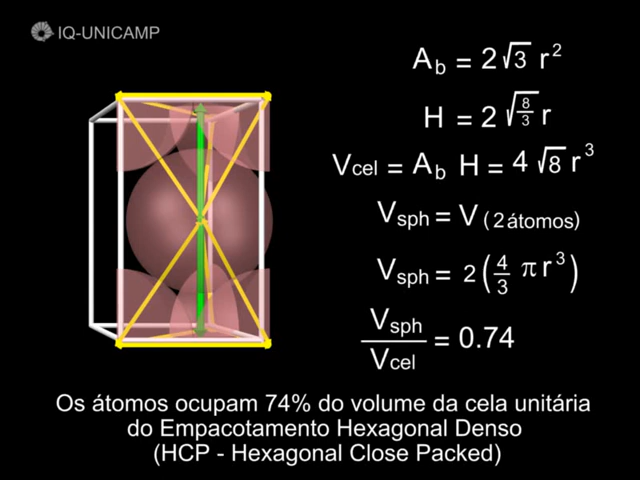 IQ-UNICAMP
A_b = 2√3 r²
H = 2 √(8/3) r
V_cel = A_b H = 4 √8 r³
V_sph = V (2 átomos)
V_sph = 2 (4/3 π r³)
V_sph / V_cel = 0.74
Os átomos ocupam 74% do volume da cela unitária
do Empacotamento Hexagonal Denso
(HCP - Hexagonal Close Packed)